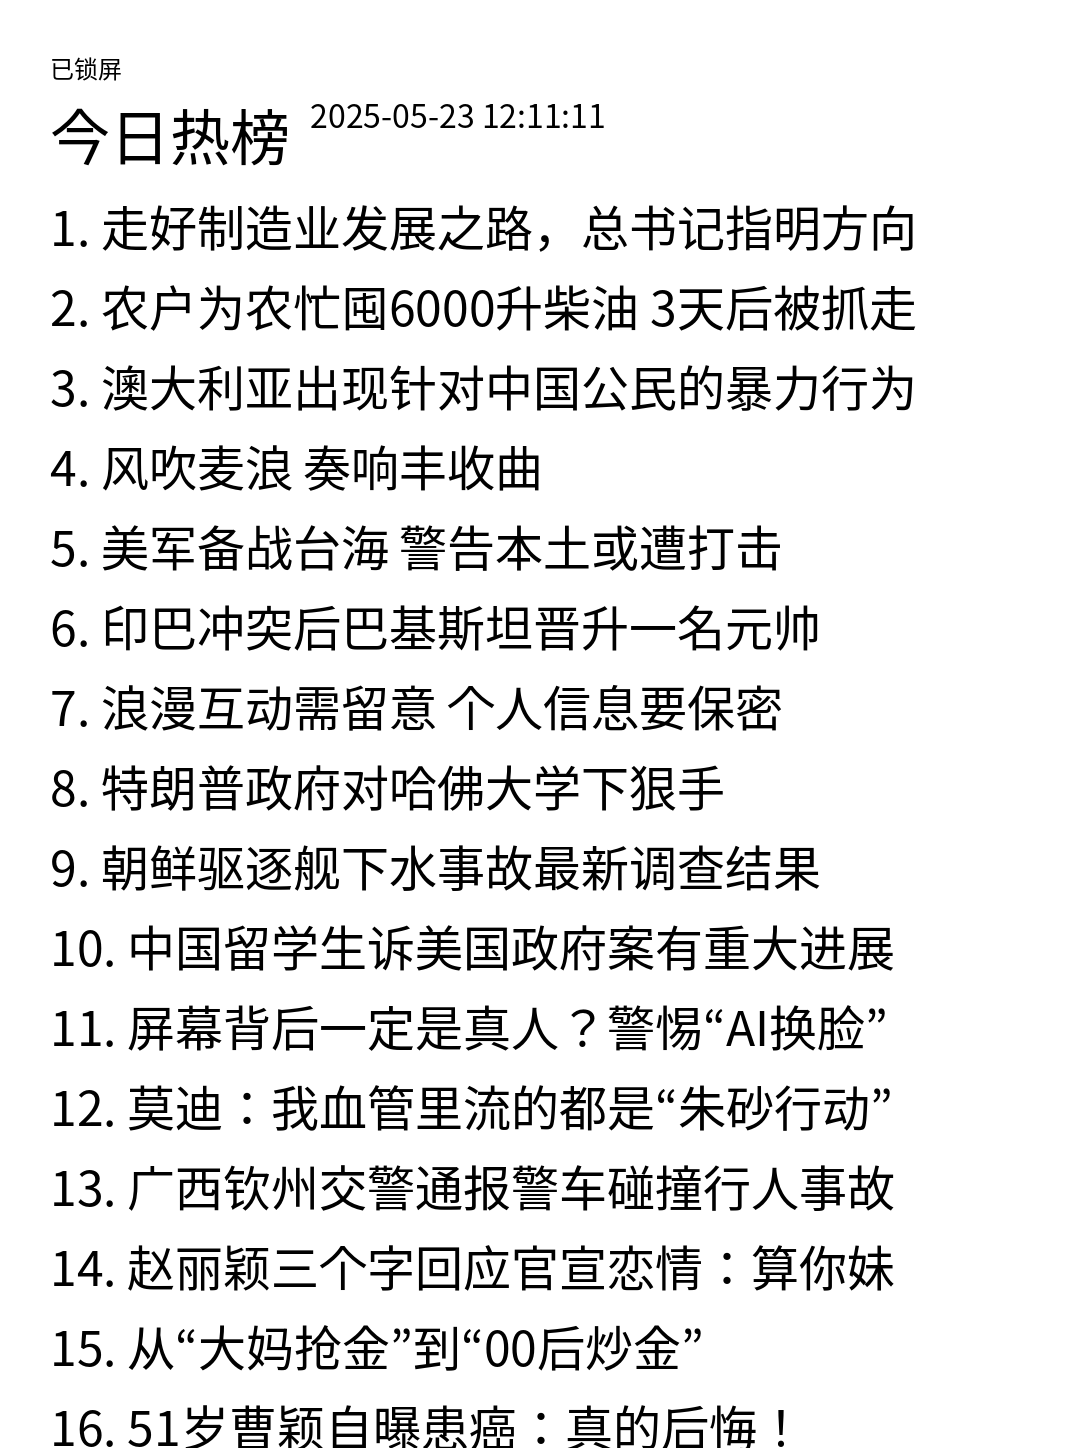 已锁屏
今日热榜 2025-05-23 12:11:11
1. 走好制造业发展之路，总书记指明方向
2. 农户为农忙囤6000升柴油 3天后被抓走
3. 澳大利亚出现针对中国公民的暴力行为
4. 风吹麦浪 奏响丰收曲
5. 美军备战台海 警告本土或遭打击
6. 印巴冲突后巴基斯坦晋升一名元帅
7. 浪漫互动需留意 个人信息要保密
8. 特朗普政府对哈佛大学下狠手
9. 朝鲜驱逐舰下水事故最新调查结果
10. 中国留学生诉美国政府案有重大进展
11. 屏幕背后一定是真人？警惕“AI换脸”
12. 莫迪：我血管里流的都是“朱砂行动”
13. 广西钦州交警通报警车碰撞行人事故
14. 赵丽颖三个字回应官宣恋情：算你妹
15. 从“大妈抢金”到“00后炒金”
16. 51岁曹颖自曝患癌：真的后悔！